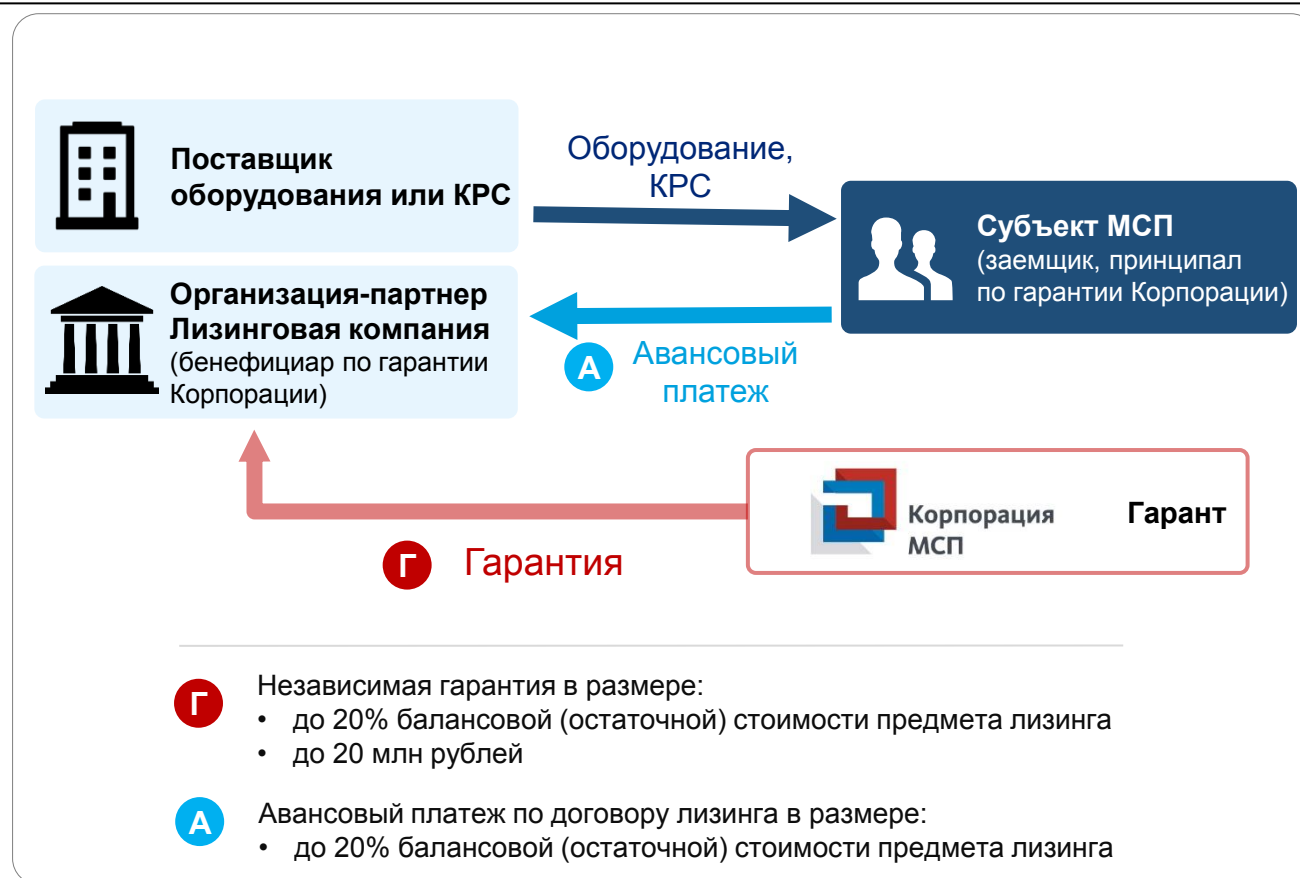 Поставщик
оборудования или КРС
Оборудование,
КРС
Субъект МСП
(заемщик, принципал
по гарантии Корпорации)
Организация-партнер
Лизинговая компания
(бенефициар по гарантии
Корпорации)
А
Авансовый
платеж
Корпорация
МСП
Гарант
Г
Гарантия
Г
Независимая гарантия в размере:
• до 20% балансовой (остаточной) стоимости предмета лизинга
• до 20 млн рублей
А
Авансовый платеж по договору лизинга в размере:
• до 20% балансовой (остаточной) стоимости предмета лизинга